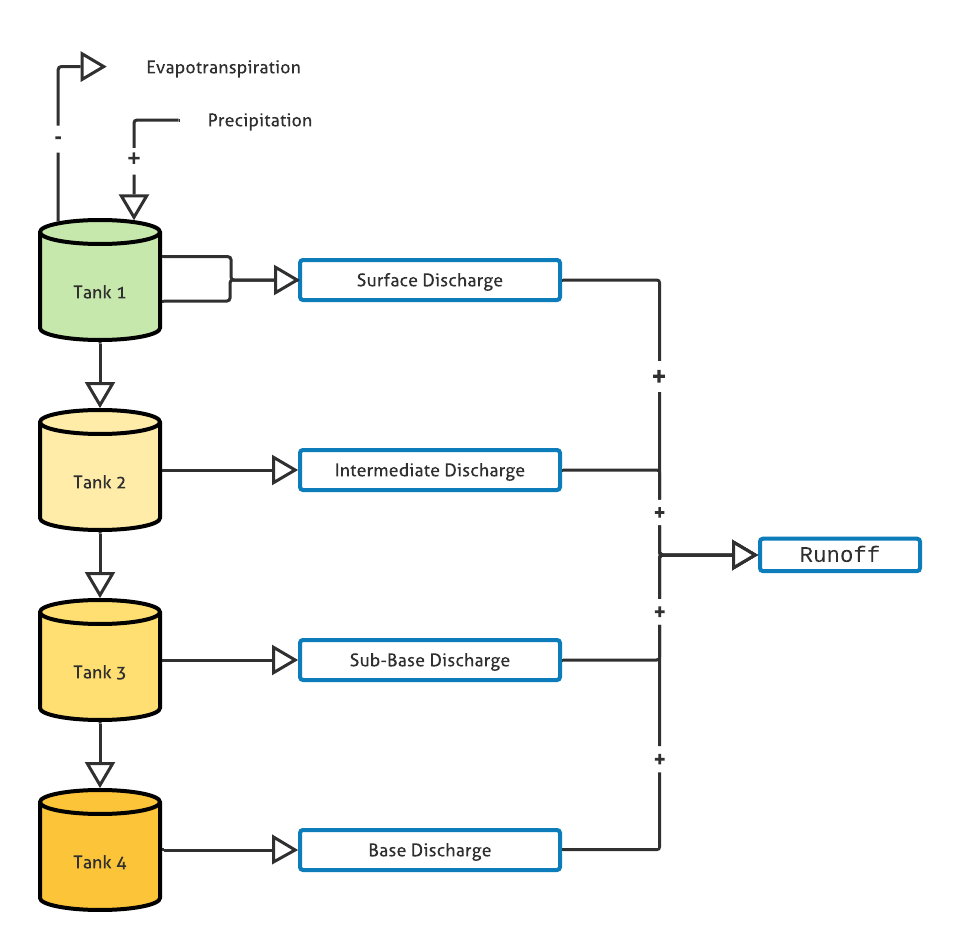 Evapotranspiration
-
Precipitation
+
Tank 1
Surface Discharge
+
Tank 2
Intermediate Discharge
+
Runoff
+
Tank 3
Sub-Base Discharge
+
Tank 4
Base Discharge